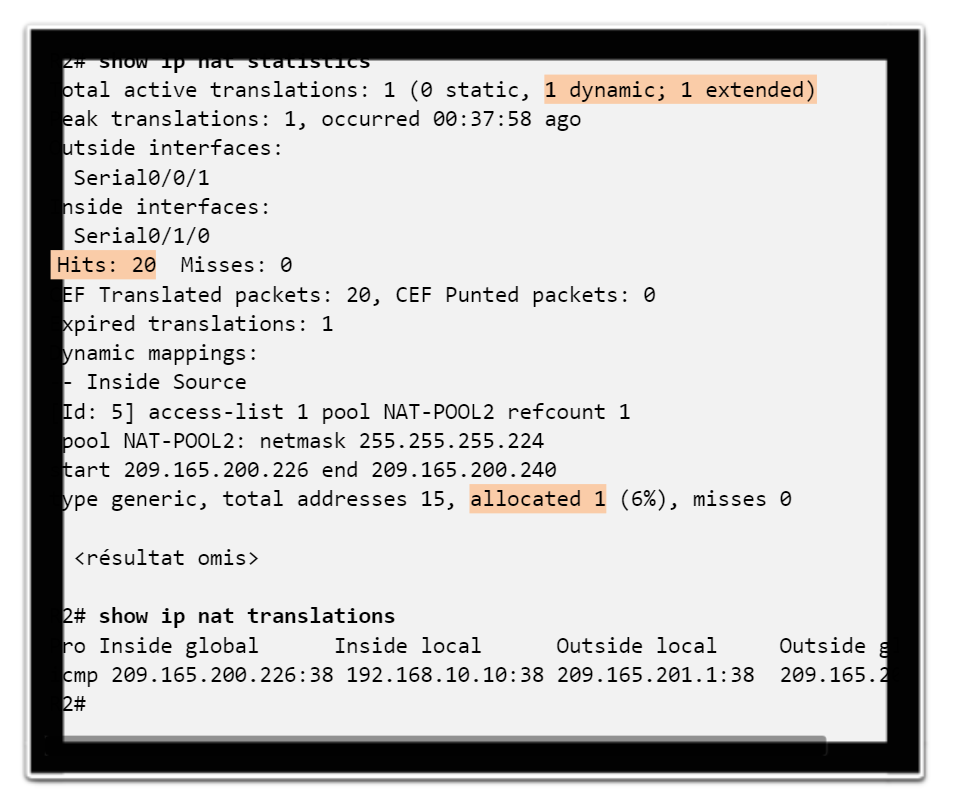 2# show ip nat statistics
otal active translations: 1 (0 static, 1 dynamic; 1 extended)
eak translations: 1, occurred 00:37:58 ago
utside interfaces:
Serial0/0/1
nside interfaces:
Serial0/1/0
Hits: 20 Misses: 0
EF Translated packets: 20, CEF Punted packets: 0
xpired translations: 1
ynamic mappings:
- Inside Source
Id: 5] access-list 1 pool NAT-POOL2 refcount 1
pool NAT-POOL2: netmask 255.255.255.224
tart 209.165.200.226 end 209.165.200.240
ype generic, total addresses 15, allocated 1 (6%), misses 0
<résultat omis>
2# show ip nat translations
ro Inside global Inside local Outside local Outside g
cmp 209.165.200.226:38 192.168.10.10:38 209.165.201.1:38 209.165.2
2#